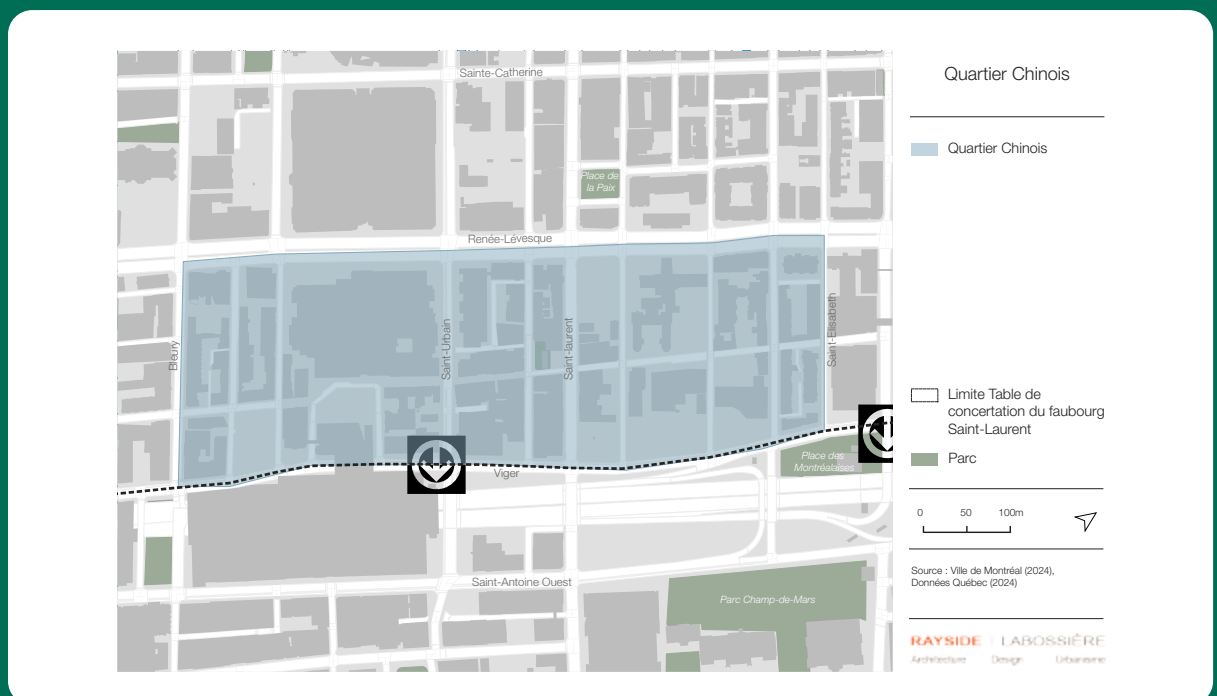 Sainte-Catherine
Place de
la Paix
Renée-Lévesque
Bleury
Saint-Urbain
Saint-laurent
Saint-Elisabeth
Place des
Montréalaises
Viger
Saint-Antoine Ouest
Parc Champ-de-Mars
Quartier Chinois
Quartier Chinois
Limite Table de
concertation du faubourg
Saint-Laurent
Parc
0 50 100m
Source : Ville de Montréal (2024),
Données Québec (2024)
RAYSIDE LABOSSIÈRE
Architecture Design Urbanisme